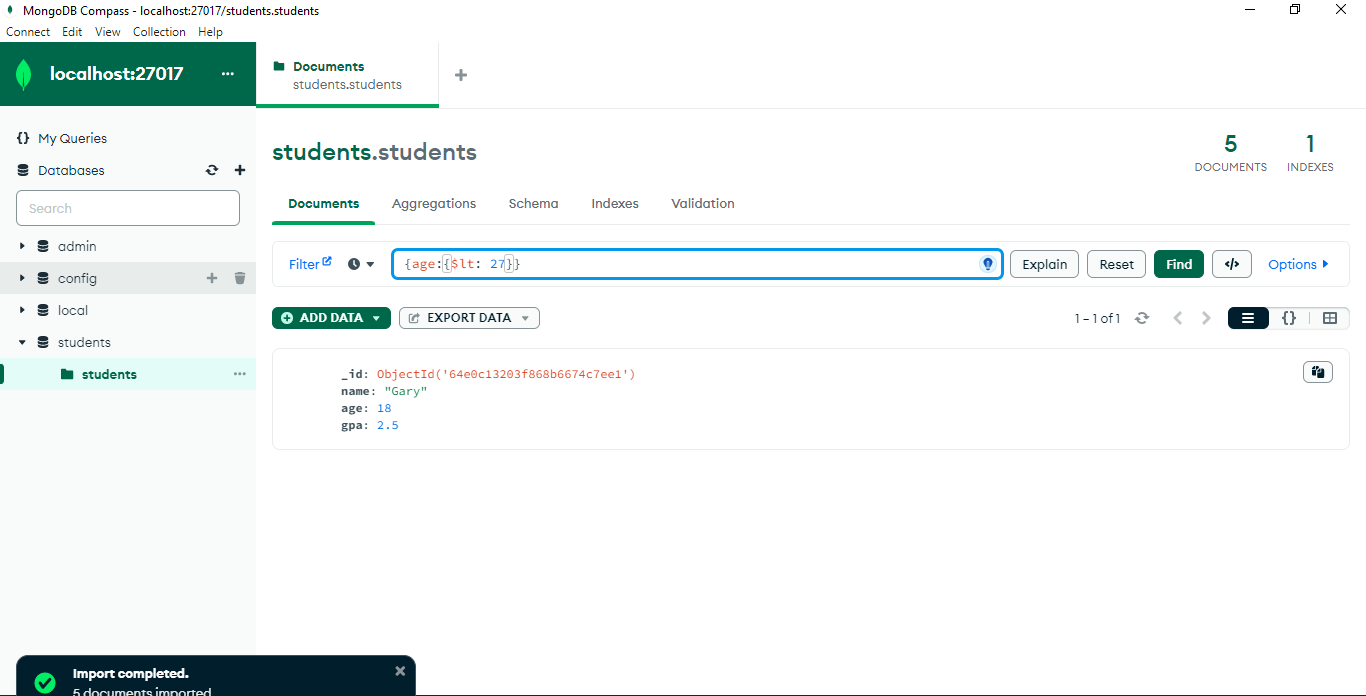 MongoDB Compass - localhost:27017/students.students
Connect Edit View Collection Help
localhost:27017
Documents
students.students
{} My Queries
Databases
Search
admin
config
local
students
students
students.students
5
DOCUMENTS
1
INDEXES
Documents Aggregations Schema Indexes Validation
Filter
{age:{$lt: 27}}
Explain Reset Find </> Options
ADD DATA EXPORT DATA
1 – 1 of 1
{}
_id: ObjectId('64e0c13203f868b6674c7ee1')
name: "Gary"
age: 18
gpa: 2.5
Import completed.
5 documents imported